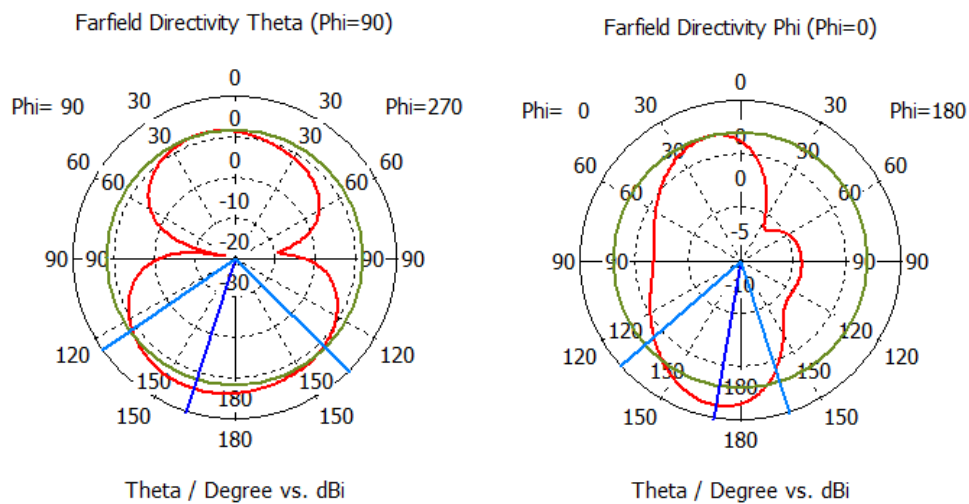 Farfield Directivity Theta (Phi=90)
0
Phi= 90 30 30 Phi=270
0
30 30
0
60 60 60 60
-10
-20
90 90 90 90
-30
120 120
150 150
180
150 150
180
Theta / Degree vs. dBi
Farfield Directivity Phi (Phi=0)
0
Phi= 0 30 30 Phi=180
30 30
0
60 60 60 60
-5
90 90 90 90
120 120
150 150
180
150 150
180
Theta / Degree vs. dBi